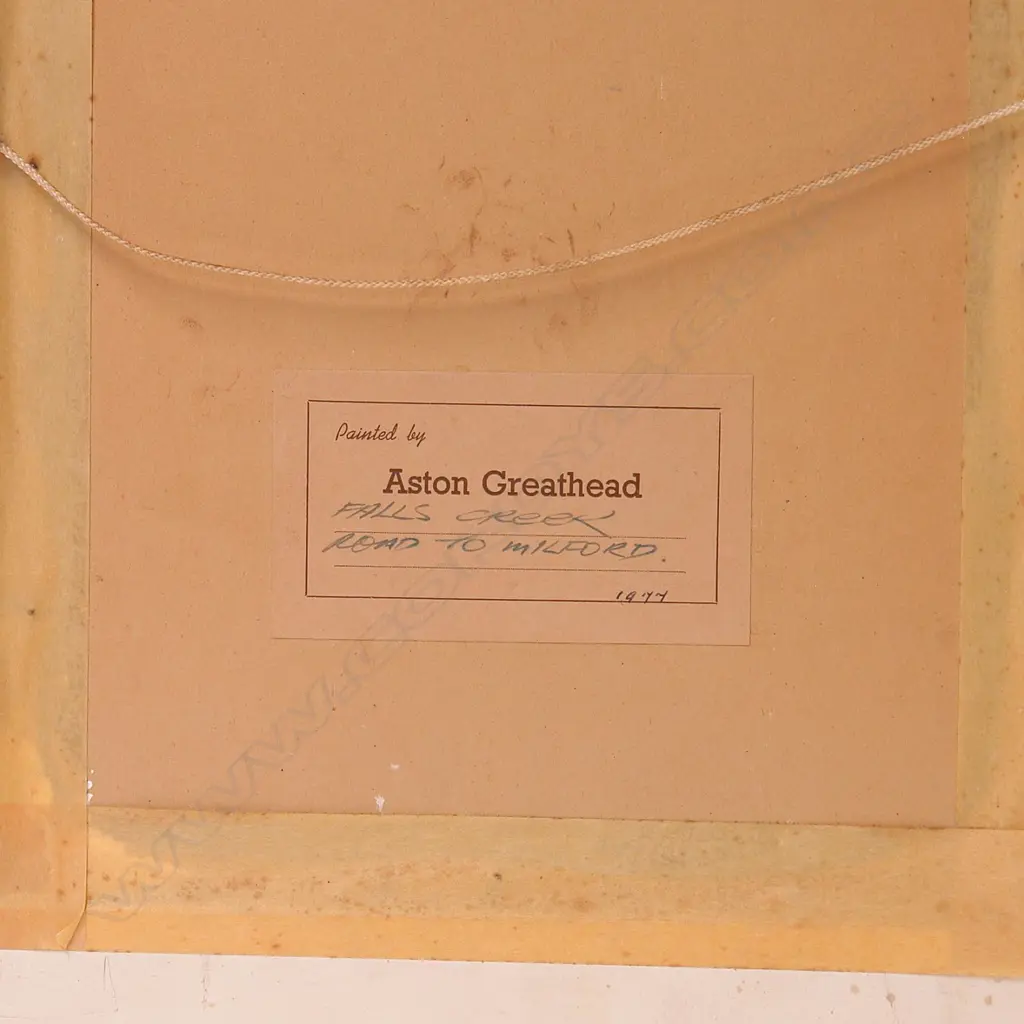 Painted by
Aston Greathead
FALLS CREEK
ROAD TO MILFORD.
1977